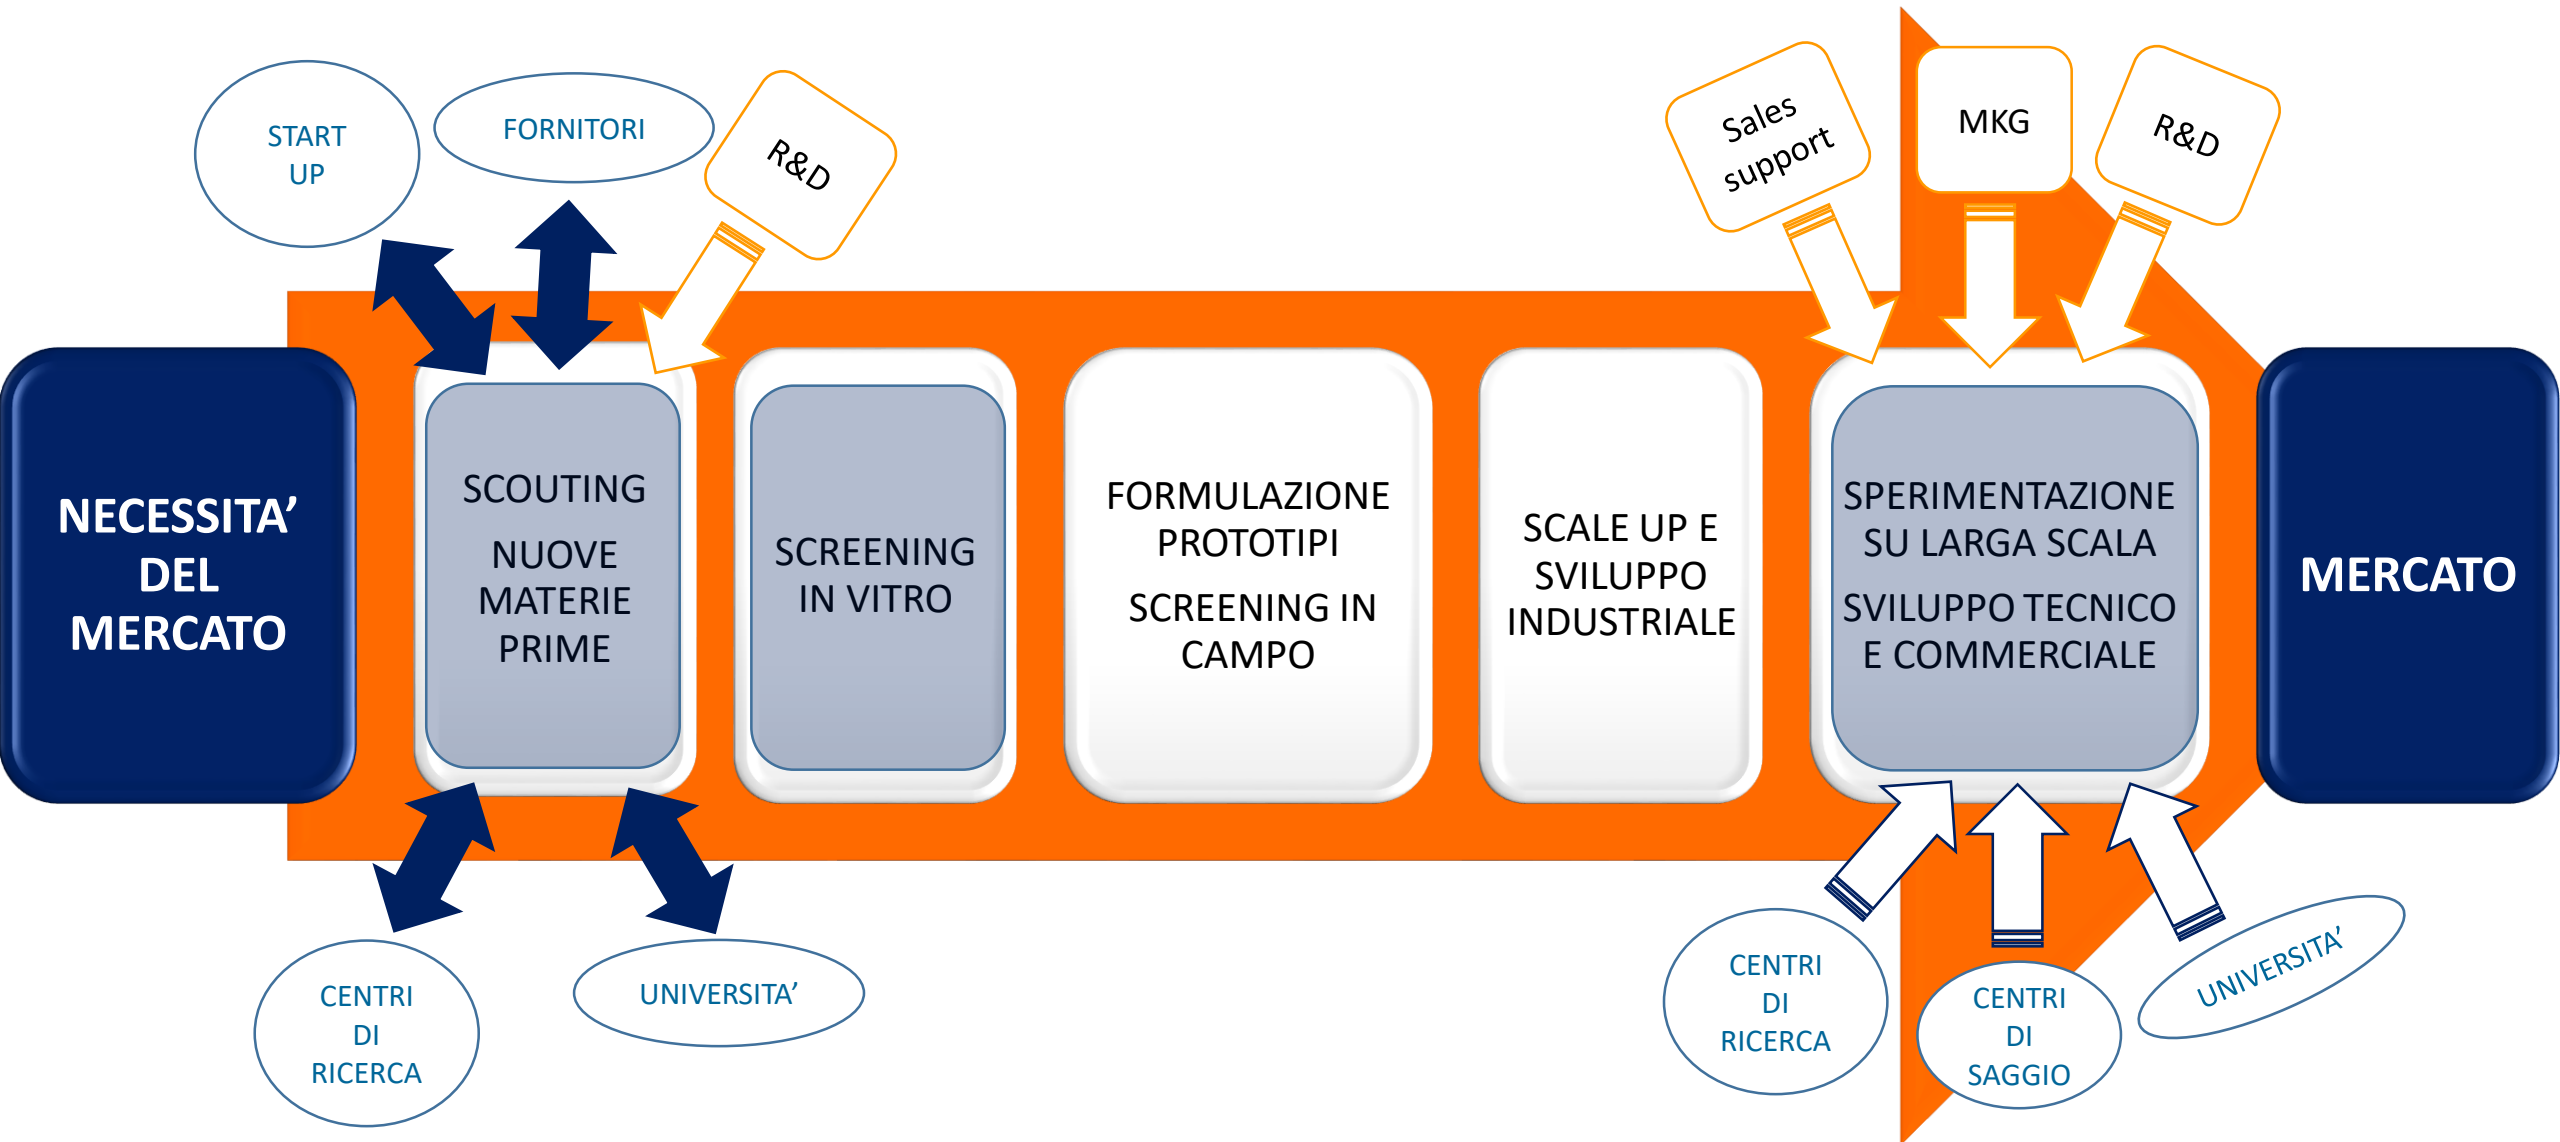 START
UP
FORNITORI
R&D
Sales
support
MKG
R&D
NECESSITA’
DEL
MERCATO
SCOUTING
NUOVE
MATERIE
PRIME
SCREENING
IN VITRO
FORMULAZIONE
PROTOTIPI
SCREENING IN
CAMPO
SCALE UP E
SVILUPPO
INDUSTRIALE
SPERIMENTAZIONE
SU LARGA SCALA
SVILUPPO TECNICO
E COMMERCIALE
MERCATO
CENTRI
DI
RICERCA
UNIVERSITA’
CENTRI
DI
RICERCA
CENTRI
DI
SAGGIO
UNIVERSITA’